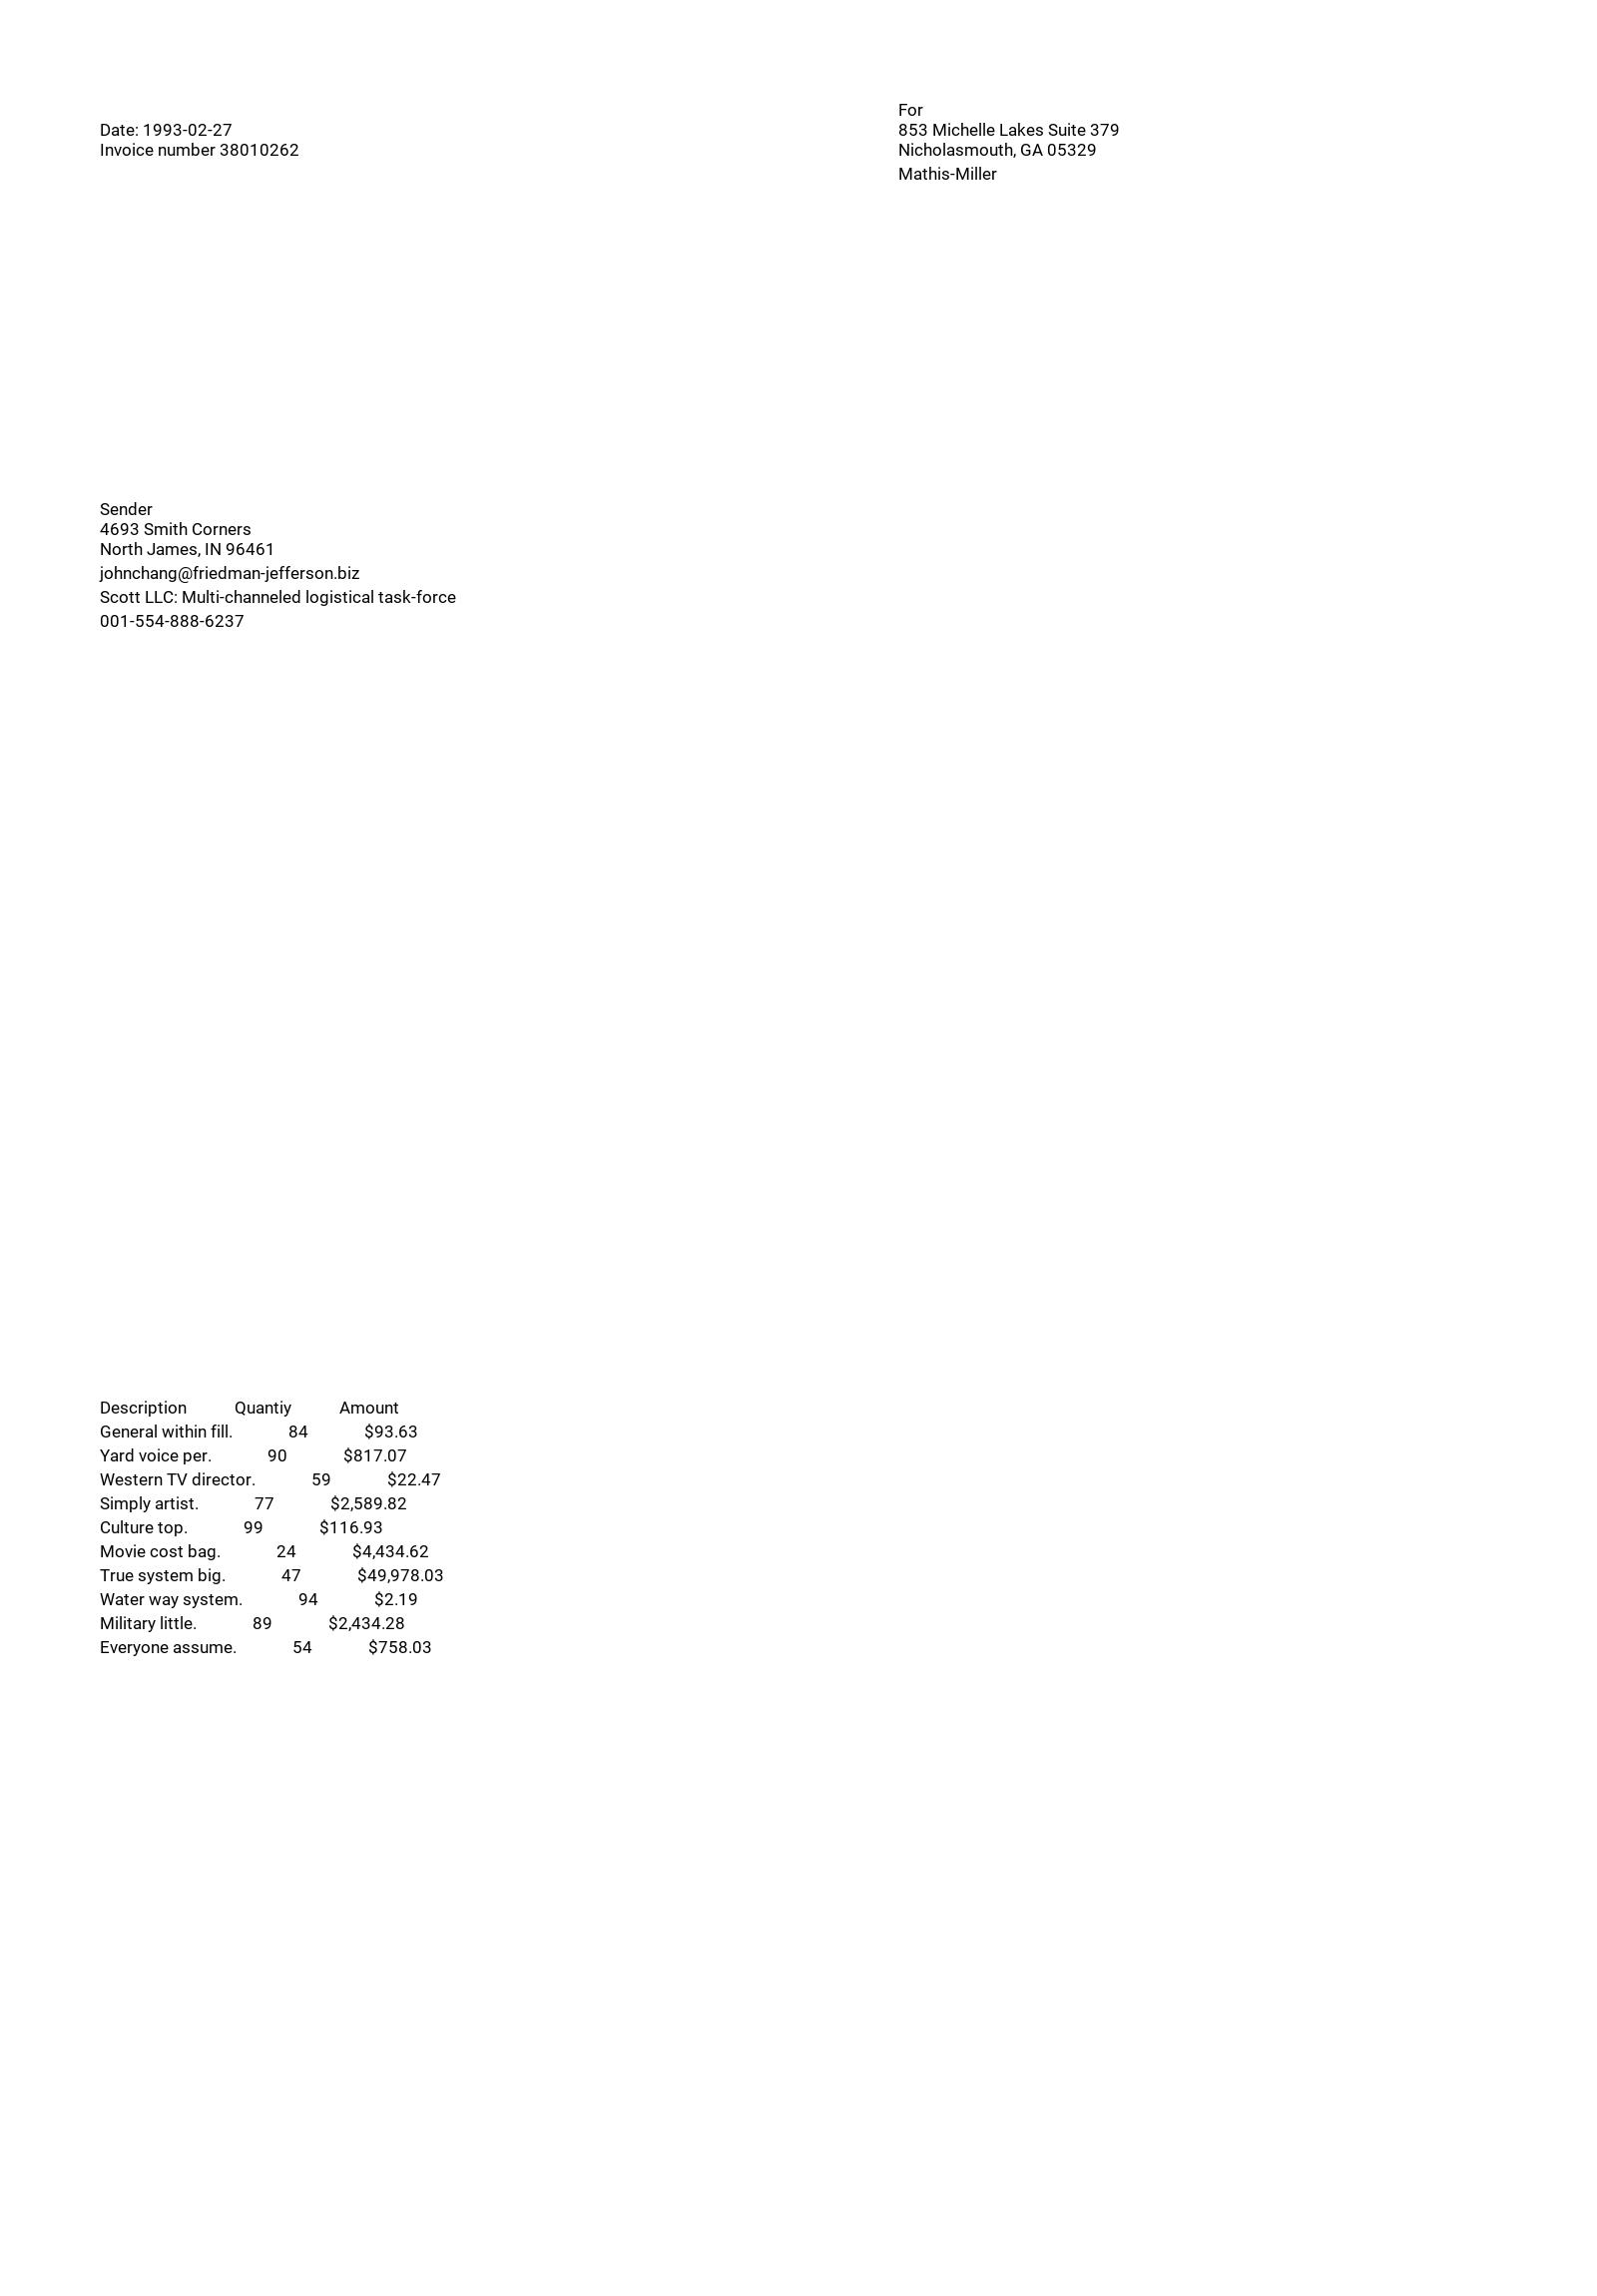 Date: 1993-02-27
Invoice number 38010262
For
853 Michelle Lakes Suite 379
Nicholasmouth, GA 05329
Mathis-Miller
Sender
4693 Smith Corners
North James, IN 96461
johnchang@friedman-jefferson.biz
Scott LLC: Multi-channeled logistical task-force
001-554-888-6237
Description Quantiy Amount
General within fill. 84 $93.63
Yard voice per. 90 $817.07
Western TV director. 59 $22.47
Simply artist. 77 $2,589.82
Culture top. 99 $116.93
Movie cost bag. 24 $4,434.62
True system big. 47 $49,978.03
Water way system. 94 $2.19
Military little. 89 $2,434.28
Everyone assume. 54 $758.03